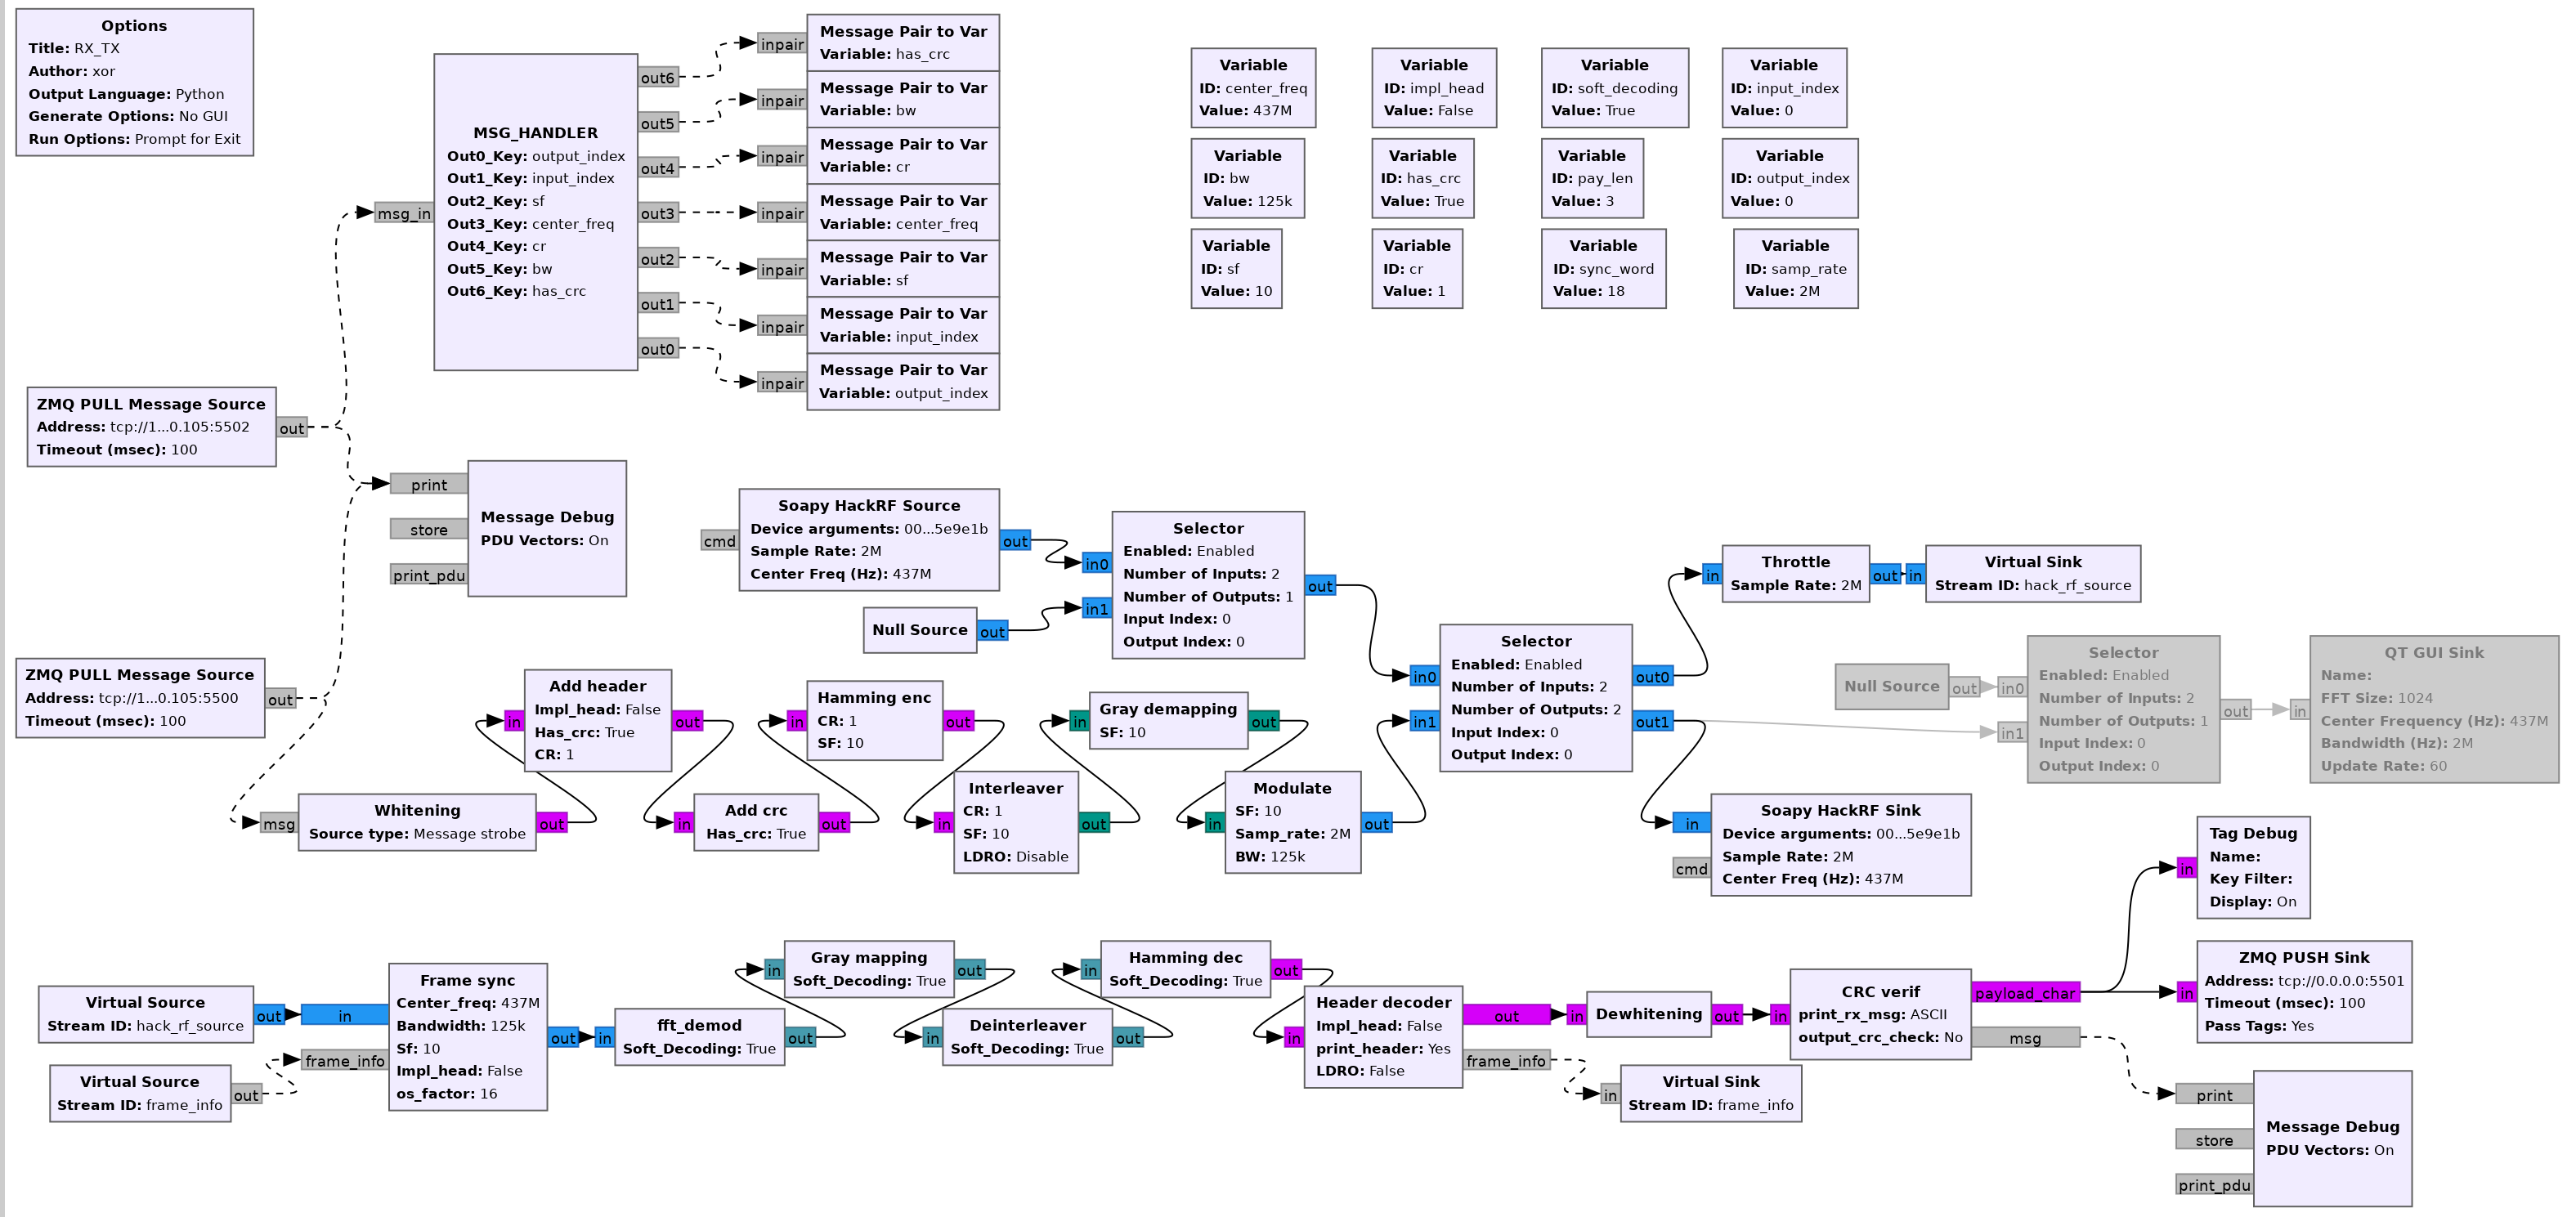 Options
Title: RX_TX
Author: xor
Output Language: Python
Generate Options: No GUI
Run Options: Prompt for Exit
MSG_HANDLER
Out0_Key: output_index
Out1_Key: input_index
Out2_Key: sf
Out3_Key: center_freq
Out4_Key: cr
Out5_Key: bw
Out6_Key: has_crc
msg_in
out6
out5
out4
out3
out2
out1
out0
inpair
Message Pair to Var
Variable: has_crc
inpair
Message Pair to Var
Variable: bw
inpair
Message Pair to Var
Variable: cr
inpair
Message Pair to Var
Variable: center_freq
inpair
Message Pair to Var
Variable: sf
inpair
Message Pair to Var
Variable: input_index
inpair
Message Pair to Var
Variable: output_index
Variable
ID: center_freq
Value: 437M
Variable
ID: impl_head
Value: False
Variable
ID: soft_decoding
Value: True
Variable
ID: input_index
Value: 0
Variable
ID: bw
Value: 125k
Variable
ID: has_crc
Value: True
Variable
ID: pay_len
Value: 3
Variable
ID: output_index
Value: 0
Variable
ID: sf
Value: 10
Variable
ID: cr
Value: 1
Variable
ID: sync_word
Value: 18
Variable
ID: samp_rate
Value: 2M
ZMQ PULL Message Source
Address: tcp://1...0.105:5502
Timeout (msec): 100
out
print
store
print_pdu
Message Debug
PDU Vectors: On
cmd
Soapy HackRF Source
Device arguments: 00...5e9e1b
Sample Rate: 2M
Center Freq (Hz): 437M
out
Null Source
out
in0
in1
Selector
Enabled: Enabled
Number of Inputs: 2
Number of Outputs: 1
Input Index: 0
Output Index: 0
out
in0
in1
Selector
Enabled: Enabled
Number of Inputs: 2
Number of Outputs: 2
Input Index: 0
Output Index: 0
out0
out1
in
Throttle
Sample Rate: 2M
out
in
Virtual Sink
Stream ID: hack_rf_source
Null Source
out
in0
in1
Selector
Enabled: Enabled
Number of Inputs: 2
Number of Outputs: 1
Input Index: 0
Output Index: 0
out
in
QT GUI Sink
Name:
FFT Size: 1024
Center Frequency (Hz): 437M
Bandwidth (Hz): 2M
Update Rate: 60
ZMQ PULL Message Source
Address: tcp://1...0.105:5500
Timeout (msec): 100
out
msg
Whitening
Source type: Message strobe
out
in
Add header
Impl_head: False
Has_crc: True
CR: 1
out
in
Add crc
Has_crc: True
out
in
Hamming enc
CR: 1
SF: 10
out
in
Interleaver
CR: 1
SF: 10
LDRO: Disable
out
in
Gray demapping
SF: 10
out
in
Modulate
SF: 10
Samp_rate: 2M
BW: 125k
out
in
cmd
Soapy HackRF Sink
Device arguments: 00...5e9e1b
Sample Rate: 2M
Center Freq (Hz): 437M
in
Tag Debug
Name:
Key Filter:
Display: On
Virtual Source
Stream ID: hack_rf_source
out
Virtual Source
Stream ID: frame_info
out
in
frame_info
Frame sync
Center_freq: 437M
Bandwidth: 125k
Sf: 10
Impl_head: False
os_factor: 16
out
in
fft_demod
Soft_Decoding: True
out
in
Gray mapping
Soft_Decoding: True
out
in
Deinterleaver
Soft_Decoding: True
out
in
Hamming dec
Soft_Decoding: True
out
in
Header decoder
Impl_head: False
print_header: Yes
LDRO: False
out
frame_info
in
Dewhitening
out
in
Virtual Sink
Stream ID: frame_info
in
CRC verif
print_rx_msg: ASCII
output_crc_check: No
payload_char
msg
in
ZMQ PUSH Sink
Address: tcp://0.0.0.0:5501
Timeout (msec): 100
Pass Tags: Yes
print
store
print_pdu
Message Debug
PDU Vectors: On